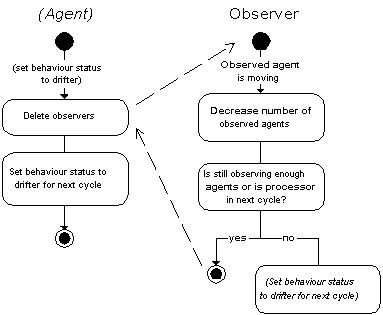 (Agent)
(set behaviour status
to drifter)
Delete observers
Set behaviour status to
drifter for next cycle
Observer
Observed agent
is moving
Decrease number of
observed agents
Is still observing enough
agents or is processor
in next cycle?
yes
no
(Set behaviour status
to drifter for next cycle)